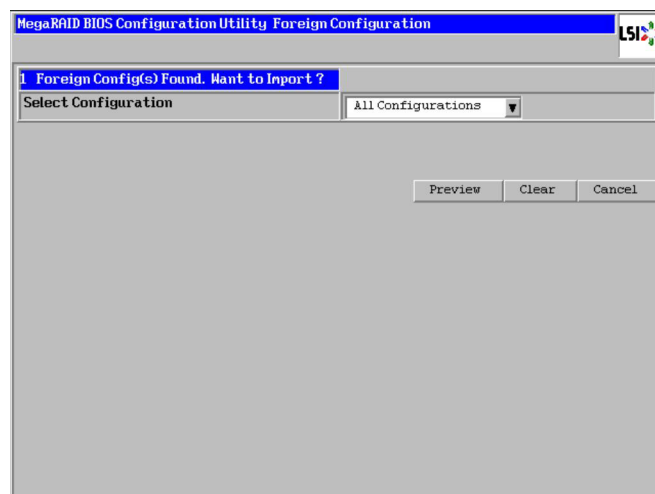 MegaRAID BIOS Configuration Utility Foreign Configuration
LSI
1 Foreign Config(s) Found. Want to Import ?
Select Configuration
All Configurations
Preview
Clear
Cancel